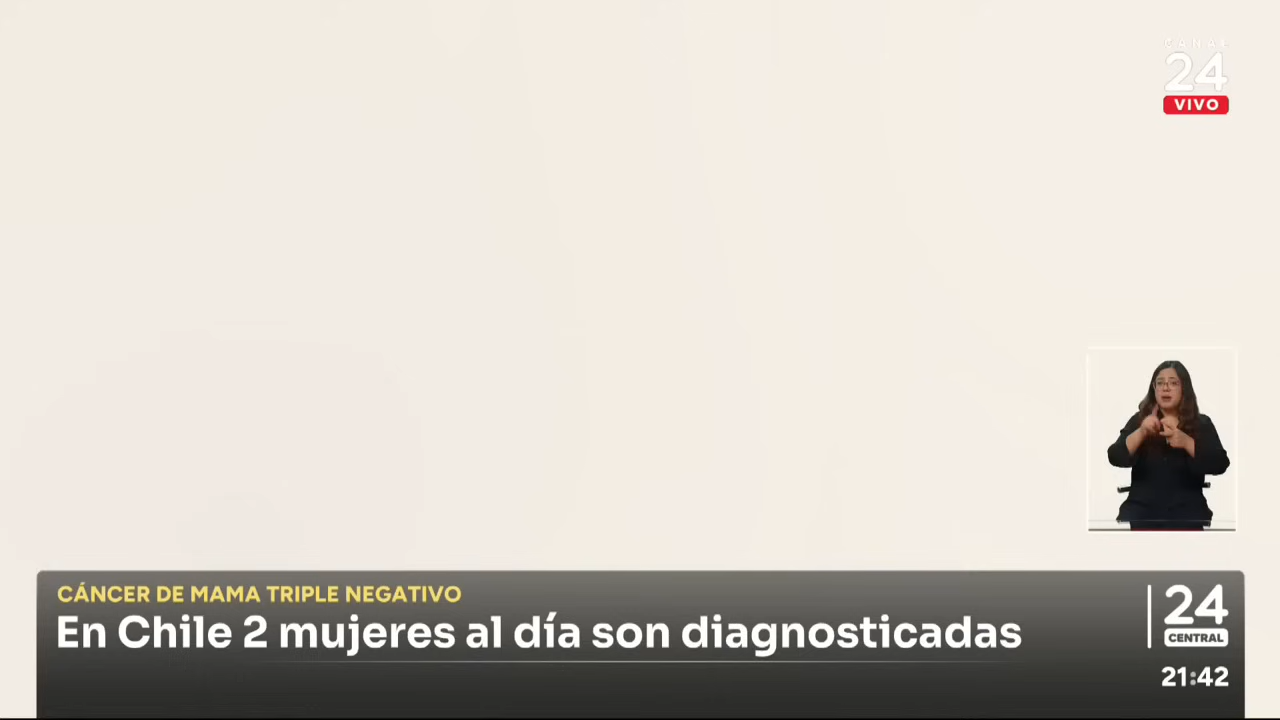 CANAL
24
VIVO
CÁNCER DE MAMA TRIPLE NEGATIVO
En Chile 2 mujeres al día son diagnosticadas
24
CENTRAL
21:42